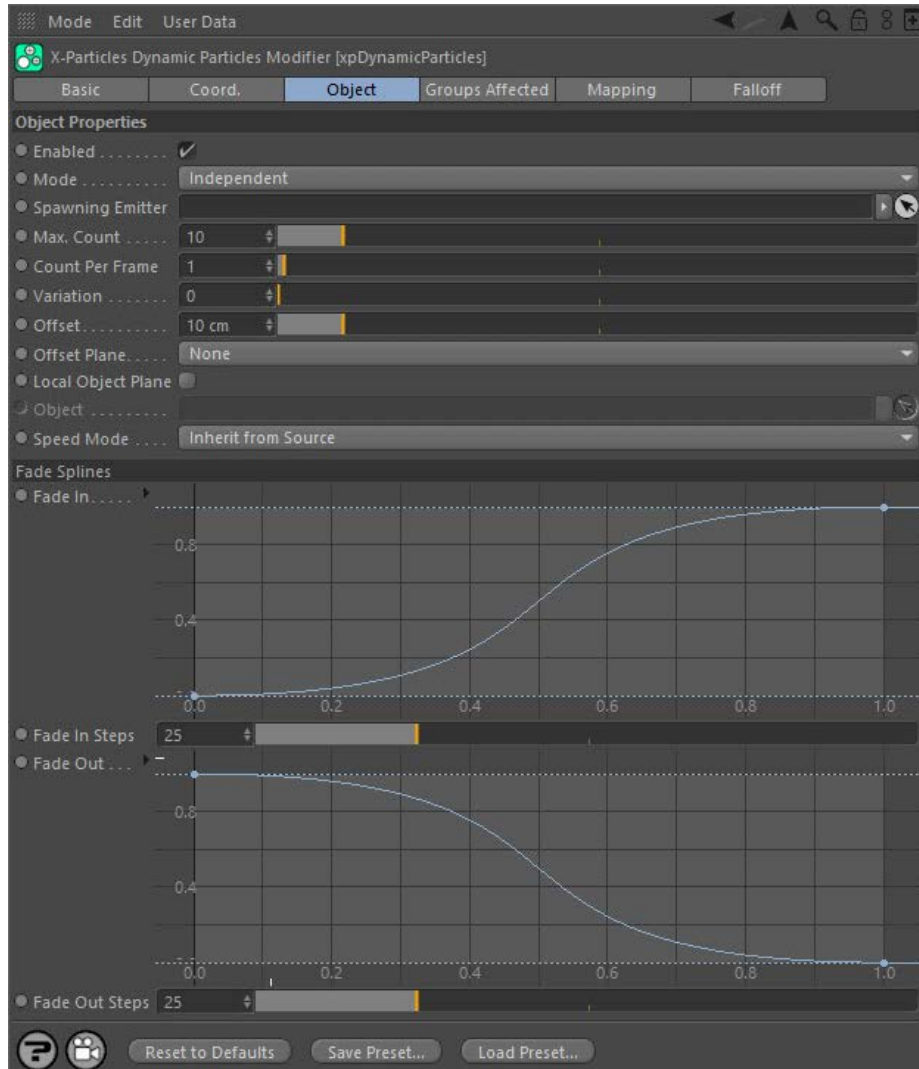 Mode Edit User Data
X-Particles Dynamic Particles Modifier [xpDynamicParticles]
Basic Coord. Object Groups Affected Mapping Falloff
Object Properties
Enabled . . . . . . . .
Mode . . . . . . . . . . Independent
Spawning Emitter
Max. Count . . . . . 10
Count Per Frame 1
Variation . . . . . . . 0
Offset. . . . . . . . . . 10 cm
Offset Plane. . . . . None
Local Object Plane
Object . . . . . . . . .
Speed Mode . . . . Inherit from Source
Fade Splines
Fade In. . . . .
0.8
0.4
0.0 0.2 0.4 0.6 0.8 1.0
Fade In Steps 25
Fade Out . . .
0.8
0.4
0.0 0.2 0.4 0.6 0.8 1.0
Fade Out Steps 25
? Reset to Defaults Save Preset... Load Preset...